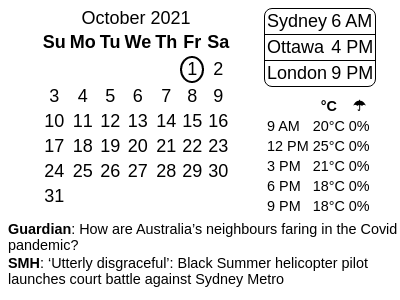 October 2021
Su Mo Tu We Th Fr Sa
1 2
3 4 5 6 7 8 9
10 11 12 13 14 15 16
17 18 19 20 21 22 23
24 25 26 27 28 29 30
31
Sydney 6 AM
Ottawa 4 PM
London 9 PM
°C ☂
9 AM 20°C 0%
12 PM 25°C 0%
3 PM 21°C 0%
6 PM 18°C 0%
9 PM 18°C 0%
Guardian: How are Australia’s neighbours faring in the Covid
pandemic?
SMH: ‘Utterly disgraceful’: Black Summer helicopter pilot
launches court battle against Sydney Metro